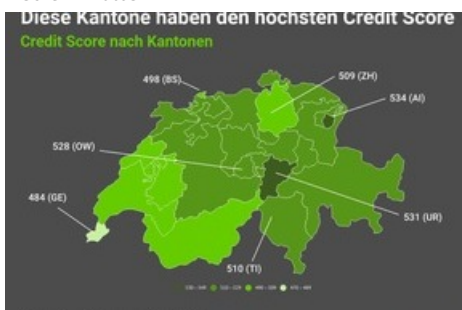 Diese Kantone haben den höchsten Credit Score
Credit Score nach Kantonen
498 (BS)
509 (ZH)
534 (AI)
528 (OW)
484 (GE)
531 (UR)
510 (TI)